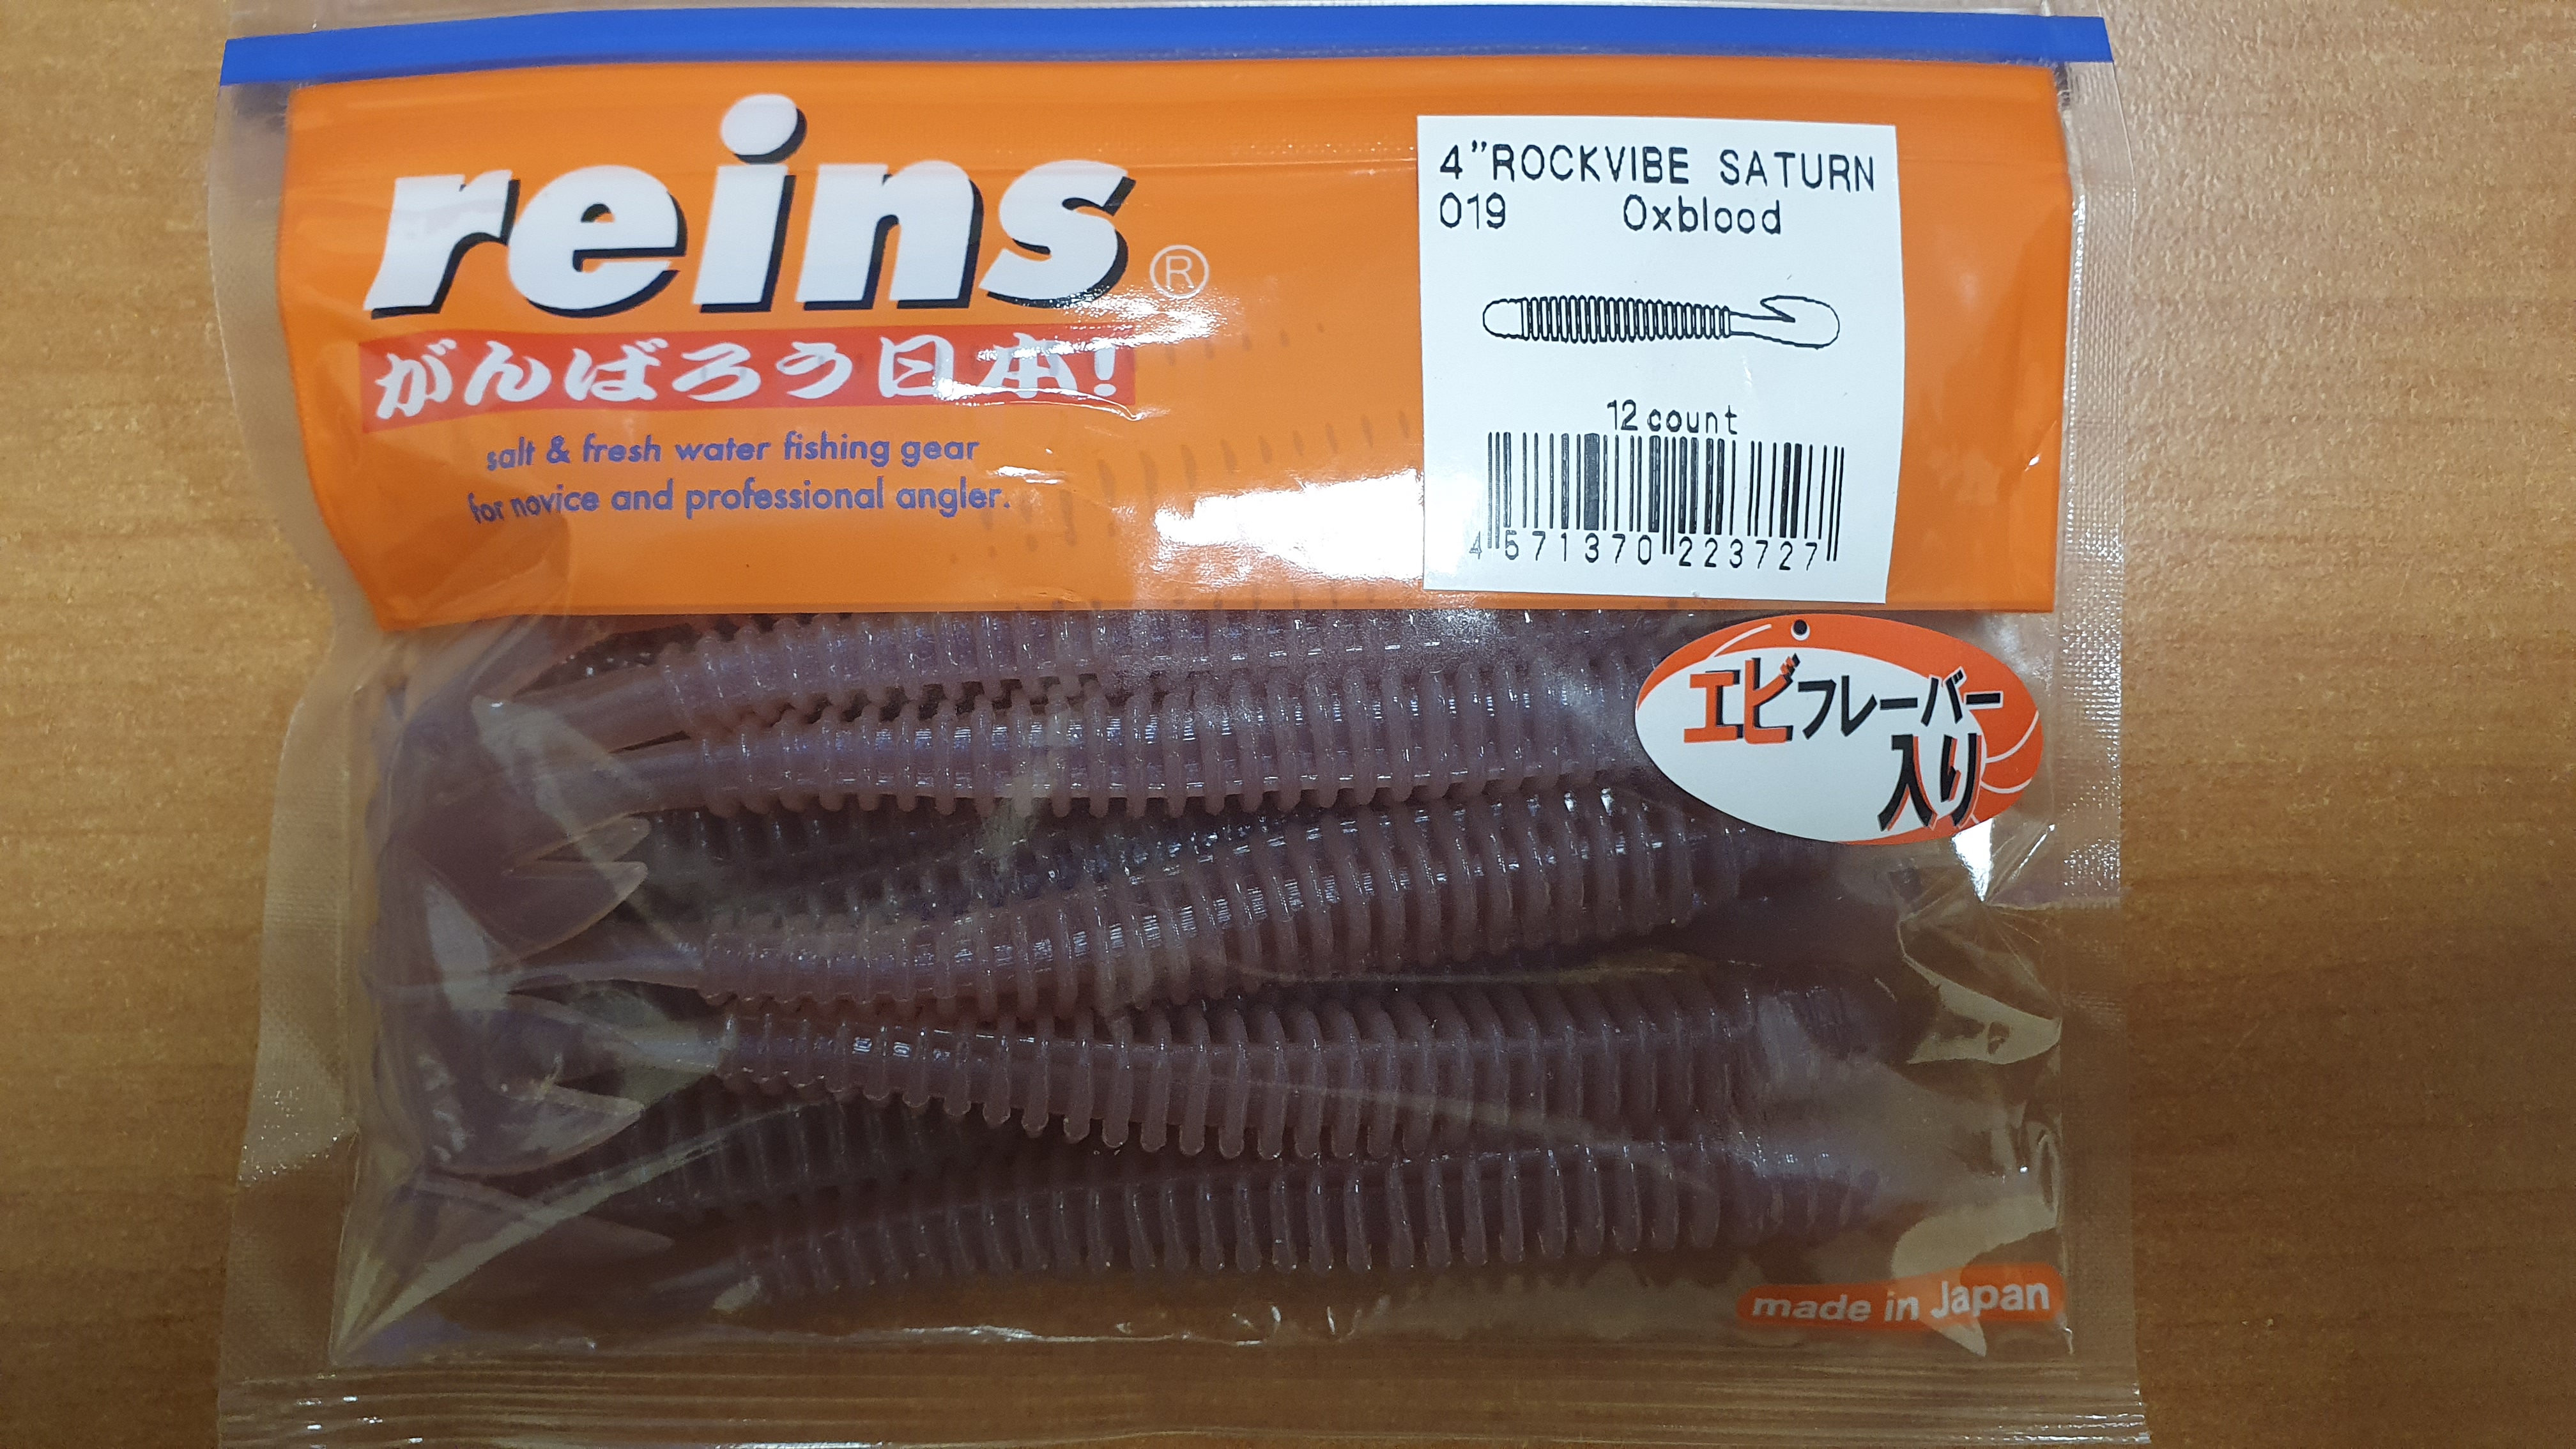 reins®
がんばろう日本!
salt & fresh water fishing gear
for novice and professional angler.
4"ROCKVIBE SATURN
019 Oxblood
12 count
4 571370 223727
エビフレーバー
入り
made in Japan